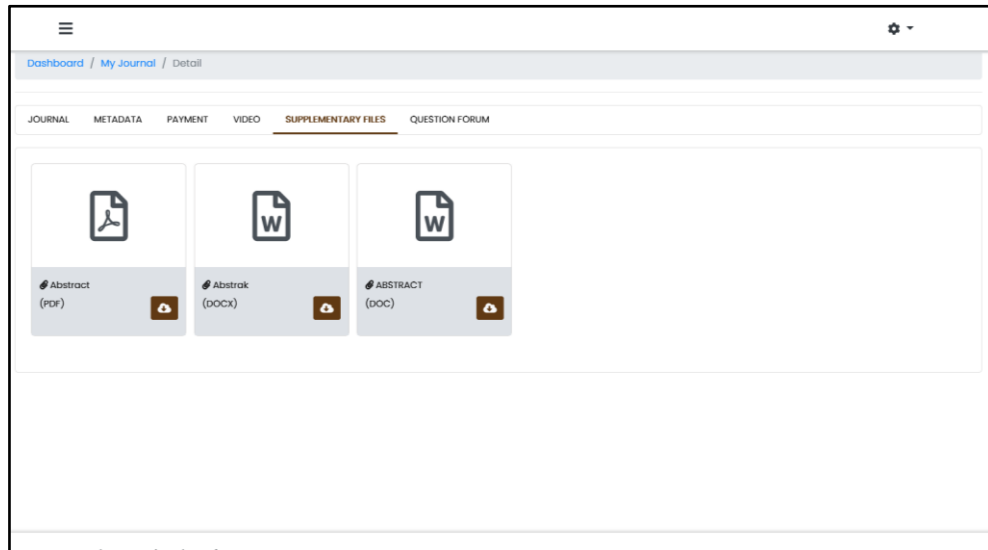 Dashboard / My Journal / Detail
JOURNAL METADATA PAYMENT VIDEO SUPPLEMENTARY FILES QUESTION FORUM
W W
Abstract Abstrak ABSTRACT
(PDF) (DOCX) (DOC)